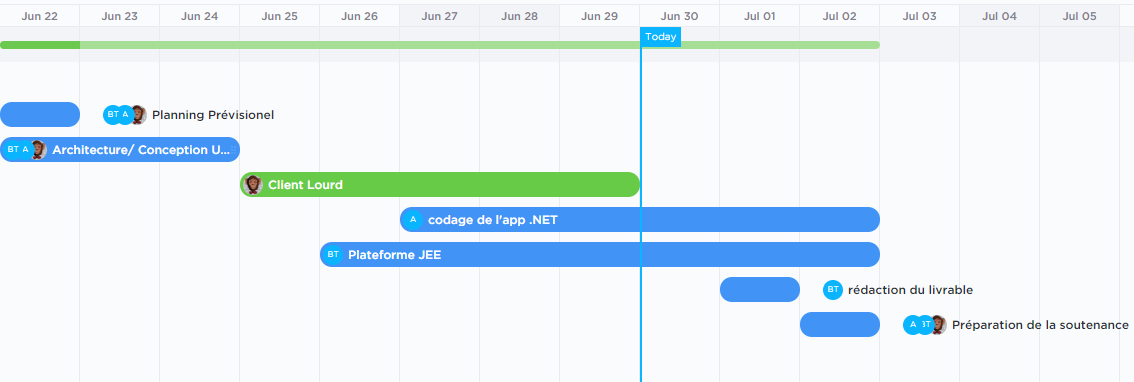 Jun 22 Jun 23 Jun 24 Jun 25 Jun 26 Jun 27 Jun 28 Jun 29 Jun 30 Jul 01 Jul 02 Jul 03 Jul 04 Jul 05
Today
BT A Planning Prévisionel
BT A Architecture/ Conception U...
Client Lourd
A codage de l'app .NET
BT Plateforme JEE
BT rédaction du livrable
A BT Préparation de la soutenance